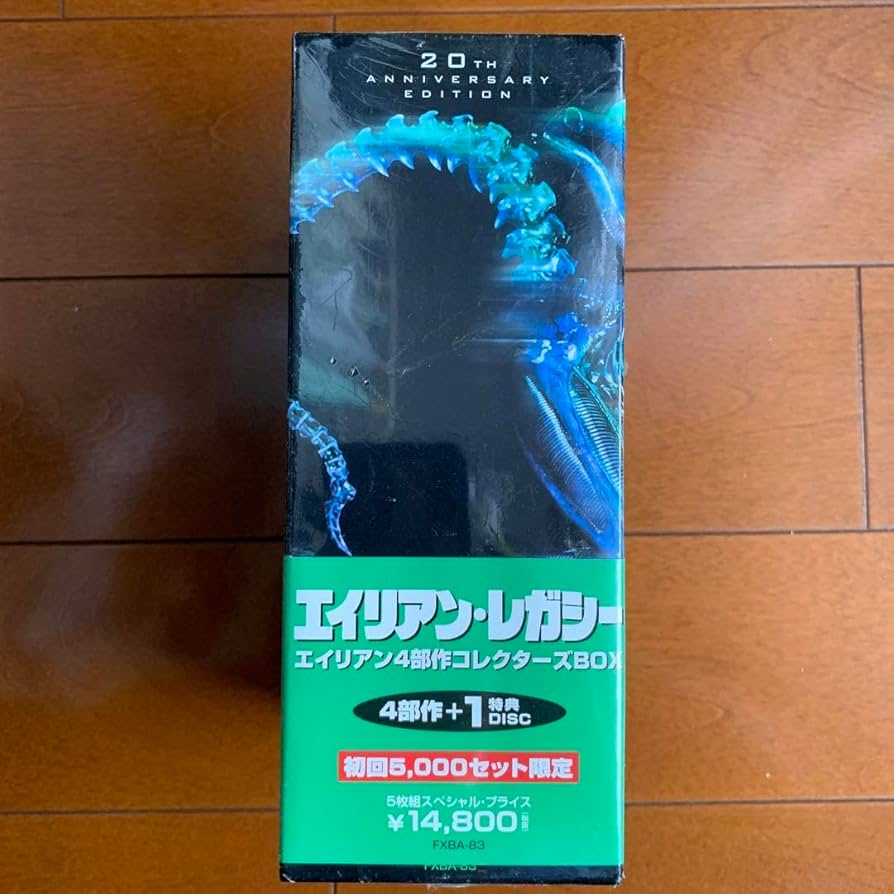 20TH
ANNIVERSARY
EDITION
エイリアン・レガシー
エイリアン4部作コレクターズBOX
4部作+1特典DISC
初回5,000セット限定
5枚組スペシャル・プライス
¥14,800
FXBA-83
FXBA-83